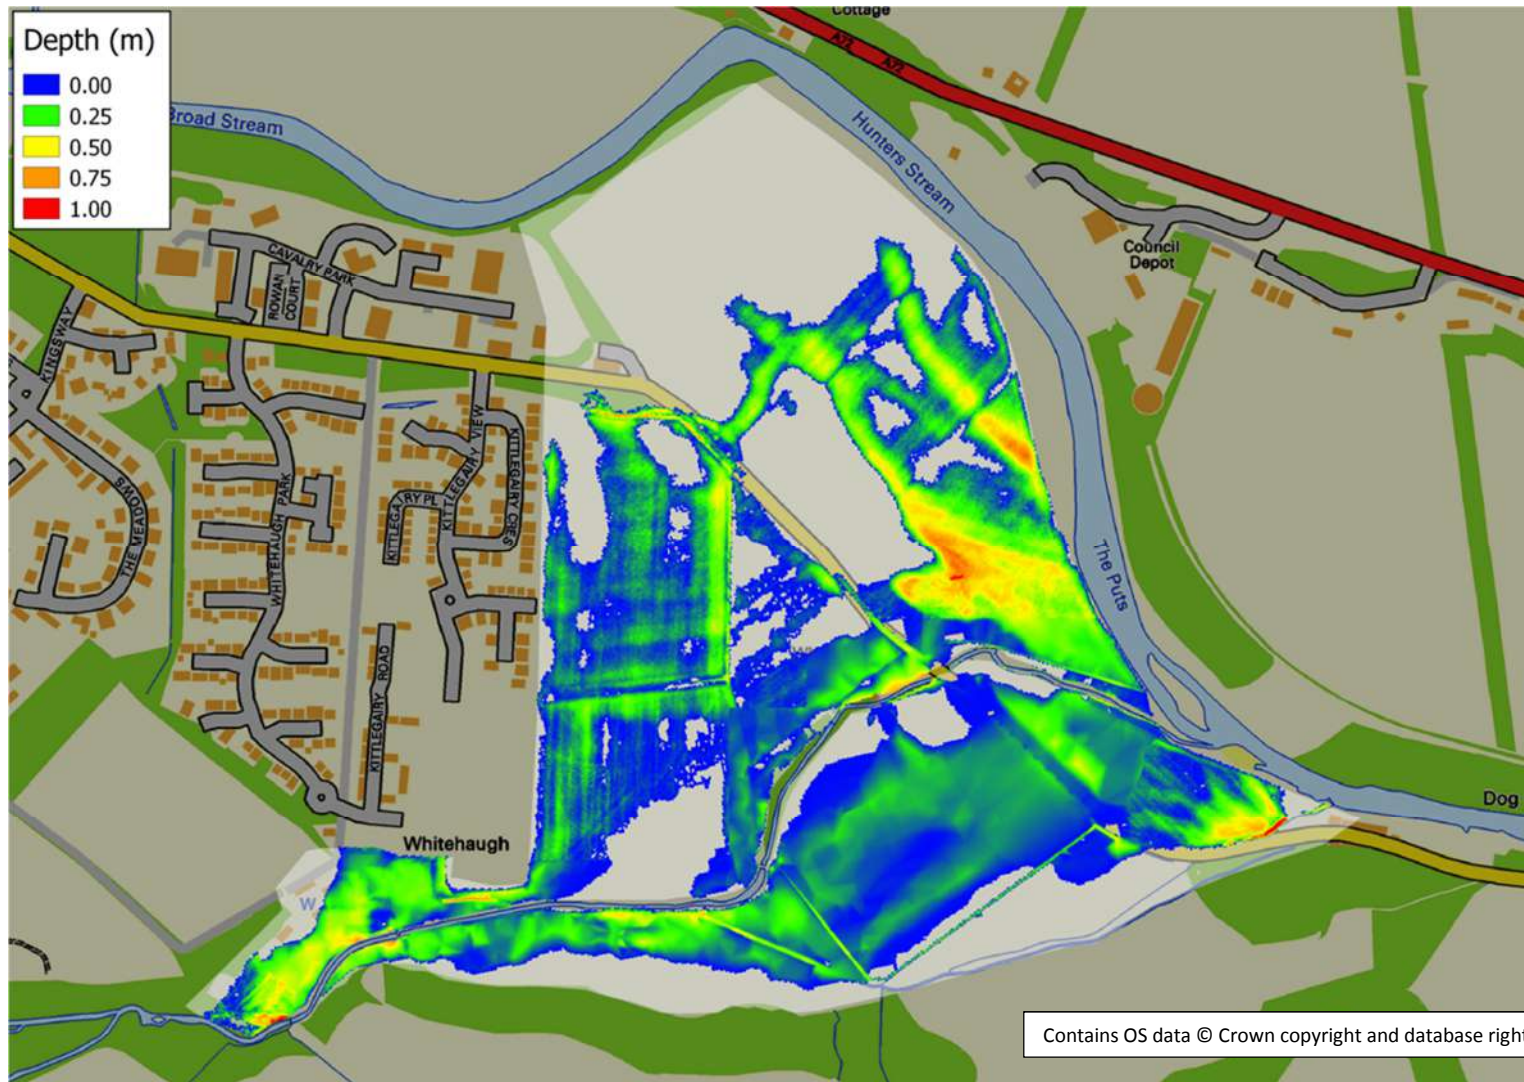 Depth (m)
0.00
0.25
0.50
0.75
1.00
Cottage
A72
A72
Broad Stream
Hunters Stream
Council
Depot
CAVALRY PARK
ROWAN
COURT
KINGSWAY
THE MEADOWS
WHITEHAUGH PARK
KITTLEGAIRY VIEW
KITTLEGAIRY CRES
KITTLEGAIRY PL
KITTLEGAIRY ROAD
The Puts
Whitehaugh
W
Dog
Contains OS data © Crown copyright and database right